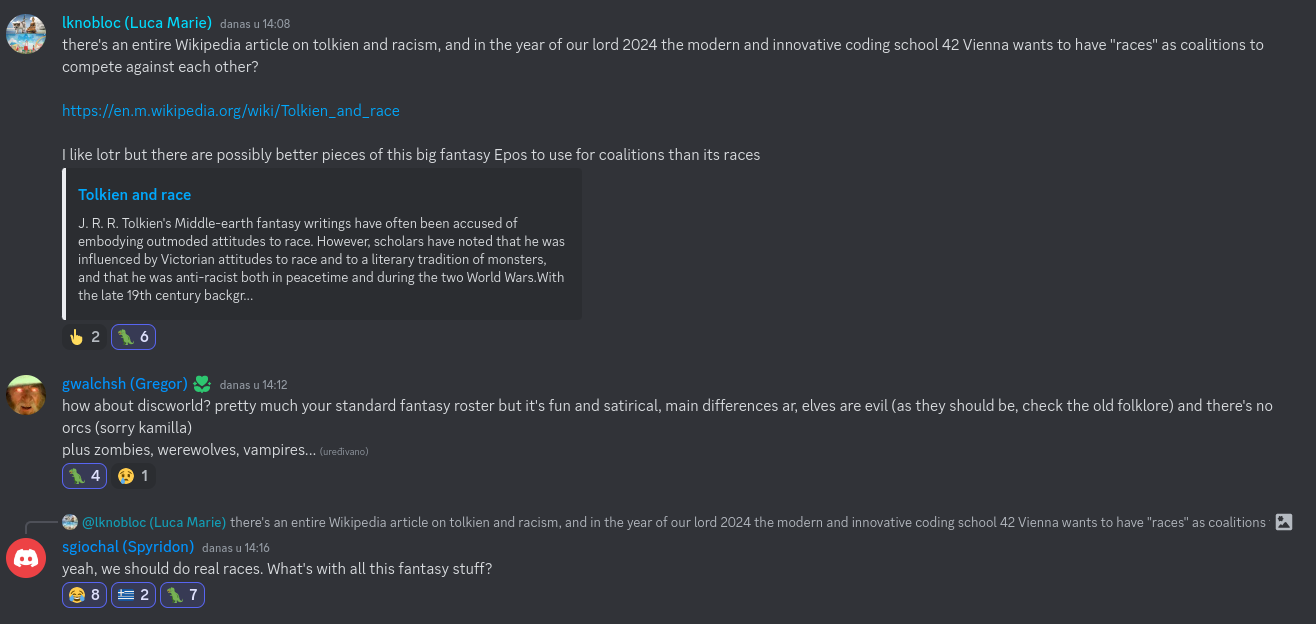 lknobloc (Luca Marie) danas u 14:08
there's an entire Wikipedia article on tolkien and racism, and in the year of our lord 2024 the modern and innovative coding school 42 Vienna wants to have "races" as coalitions to
compete against each other?
https://en.m.wikipedia.org/wiki/Tolkien_and_race
I like lotr but there are possibly better pieces of this big fantasy Epos to use for coalitions than its races
Tolkien and race
J. R. R. Tolkien's Middle-earth fantasy writings have often been accused of
embodying outmoded attitudes to race. However, scholars have noted that he was
influenced by Victorian attitudes to race and to a literary tradition of monsters,
and that he was anti-racist both in peacetime and during the two World Wars.With
the late 19th century backgr...
2 6
gwalchsh (Gregor) danas u 14:12
how about discworld? pretty much your standard fantasy roster but it's fun and satirical, main differences ar, elves are evil (as they should be, check the old folklore) and there's no
orcs (sorry kamilla)
plus zombies, werewolves, vampires... (uređivano)
4 1
@lknobloc (Luca Marie) there's an entire Wikipedia article on tolkien and racism, and in the year of our lord 2024 the modern and innovative coding school 42 Vienna wants to have "races" as coalitions
sgiochal (Spyridon) danas u 14:16
yeah, we should do real races. What's with all this fantasy stuff?
8 2 7